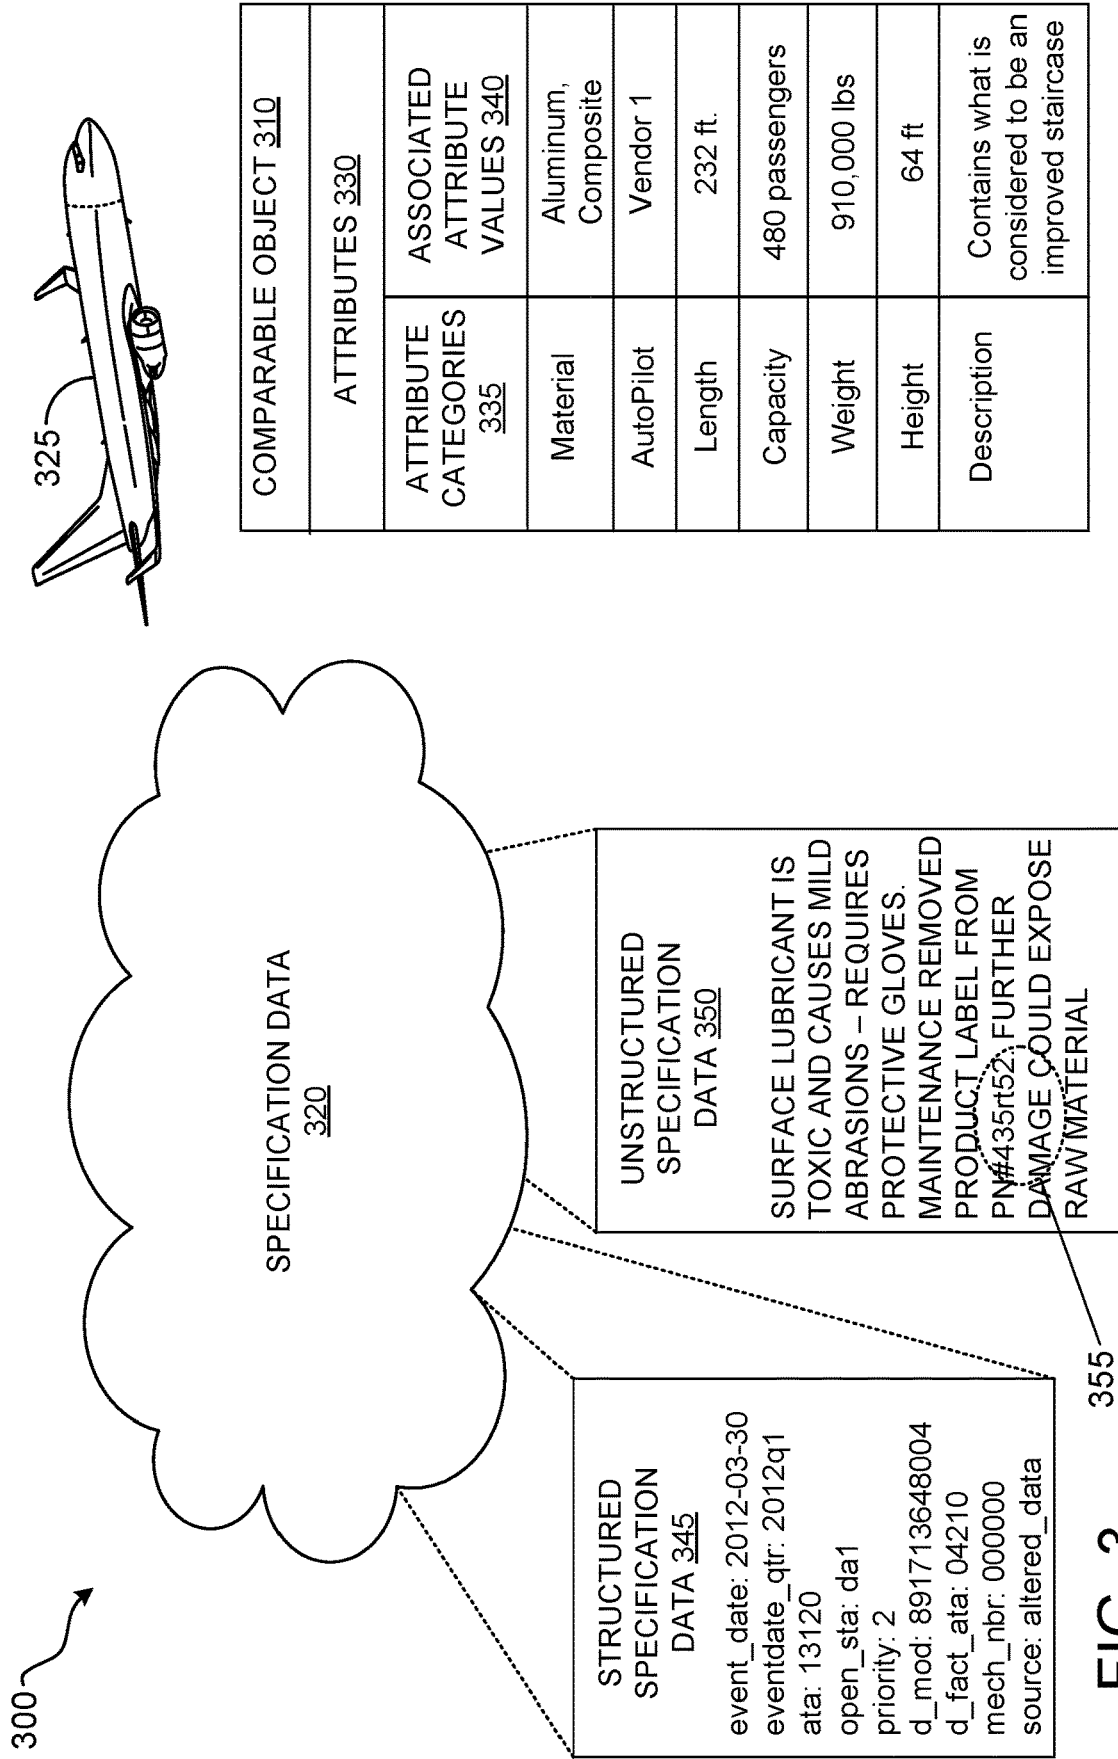 300
SPECIFICATION DATA
320
STRUCTURED
SPECIFICATION
DATA 345
event_date: 2012-03-30
eventdate_qtr: 2012q1
ata: 13120
open_sta: da1
priority: 2
d_mod: 89171364​8004
d_fact_ata: 04210
mech_nbr: 000000
source: altered_data
UNSTRUCTURED
SPECIFICATION
DATA 350
SURFACE LUBRICANT IS
TOXIC AND CAUSES MILD
ABRASIONS – REQUIRES
PROTECTIVE GLOVES.
MAINTENANCE REMOVED
PRODUCT LABEL FROM
PN#435rt52. FURTHER
DAMAGE COULD EXPOSE
RAW MATERIAL
355
325
COMPARABLE OBJECT 310
ATTRIBUTES 330
ATTRIBUTE
CATEGORIES
335
ASSOCIATED
ATTRIBUTE
VALUES 340
Material
Aluminum,
Composite
AutoPilot
Vendor 1
Length
232 ft.
Capacity
480 passengers
Weight
910,000 lbs
Height
64 ft
Description
Contains what is
considered to be an
improved staircase
FIG. 3